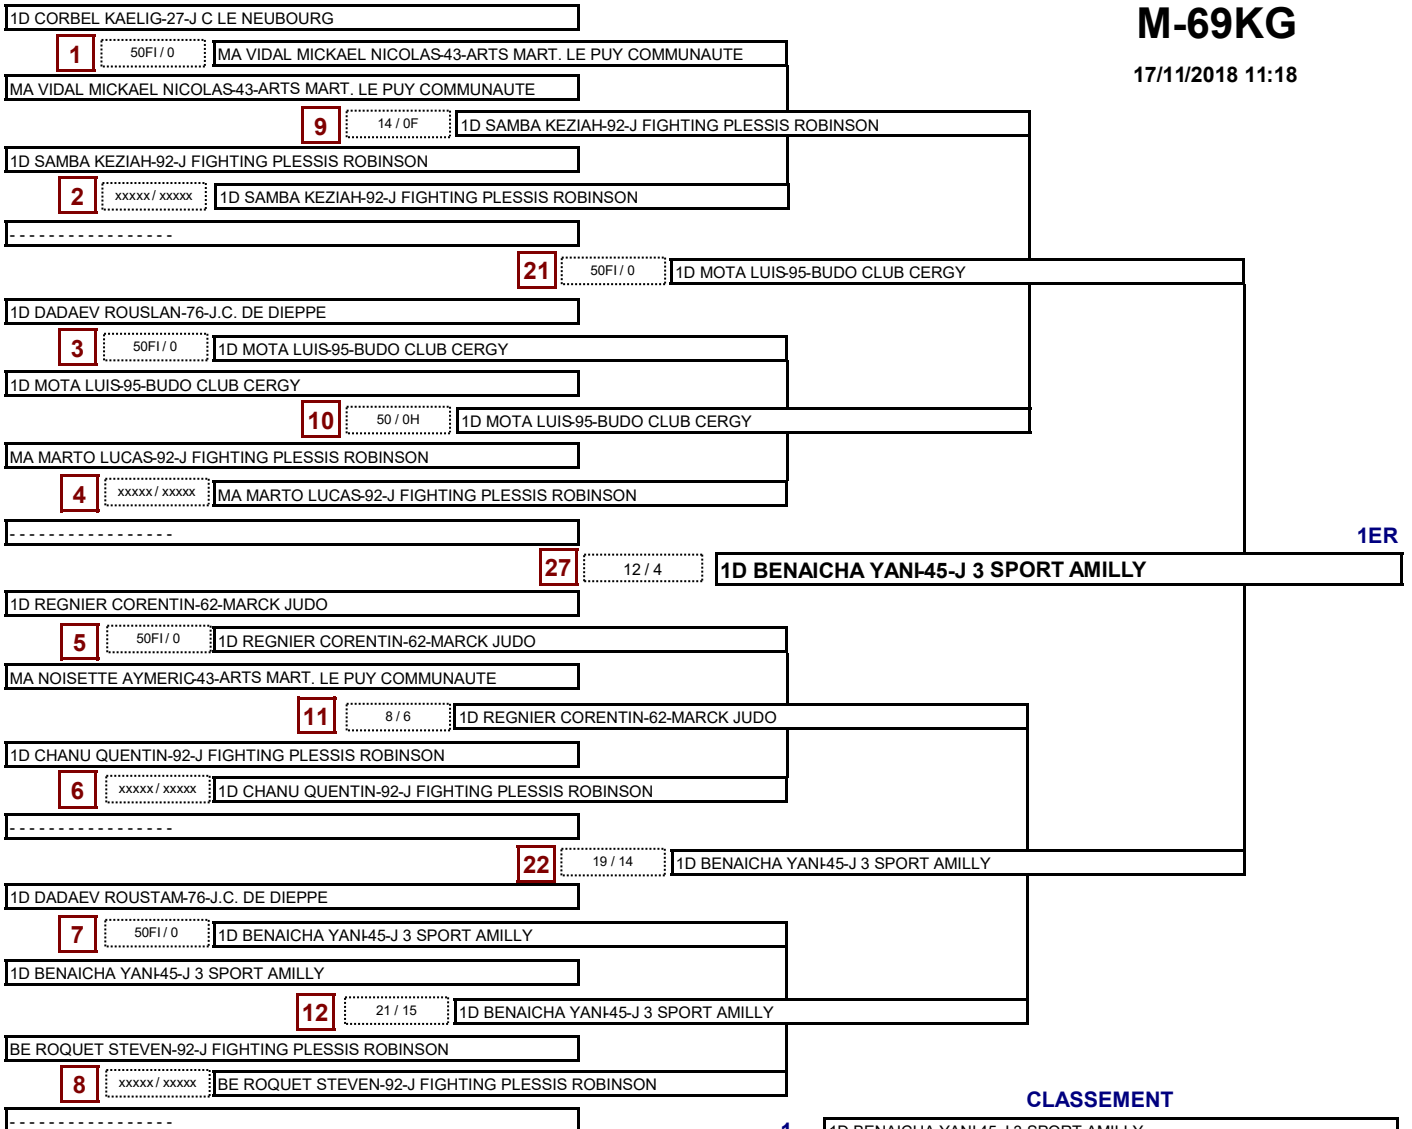 1D CORBEL KAELIG-27-J C LE NEUBOURG
M-69KG
1 50FI / 0 MA VIDAL MICKAEL NICOLAS-43-ARTS MART. LE PUY COMMUNAUTE
17/11/2018 11:18
MA VIDAL MICKAEL NICOLAS-43-ARTS MART. LE PUY COMMUNAUTE
9 14 / 0F 1D SAMBA KEZIAH-92-J FIGHTING PLESSIS ROBINSON
1D SAMBA KEZIAH-92-J FIGHTING PLESSIS ROBINSON
2 xxxxx / xxxxx 1D SAMBA KEZIAH-92-J FIGHTING PLESSIS ROBINSON
- - - - - - - - - - - - - - - - -
21 50FI / 0 1D MOTA LUIS-95-BUDO CLUB CERGY
1D DADAEV ROUSLAN-76-J.C. DE DIEPPE
3 50FI / 0 1D MOTA LUIS-95-BUDO CLUB CERGY
1D MOTA LUIS-95-BUDO CLUB CERGY
10 50 / 0H 1D MOTA LUIS-95-BUDO CLUB CERGY
MA MARTO LUCAS-92-J FIGHTING PLESSIS ROBINSON
4 xxxxx / xxxxx MA MARTO LUCAS-92-J FIGHTING PLESSIS ROBINSON
- - - - - - - - - - - - - - - - -
1ER
27 12 / 4 1D BENAICHA YANI-45-J 3 SPORT AMILLY
1D REGNIER CORENTIN-62-MARCK JUDO
5 50FI / 0 1D REGNIER CORENTIN-62-MARCK JUDO
MA NOISETTE AYMERIC-43-ARTS MART. LE PUY COMMUNAUTE
11 8 / 6 1D REGNIER CORENTIN-62-MARCK JUDO
1D CHANU QUENTIN-92-J FIGHTING PLESSIS ROBINSON
6 xxxxx / xxxxx 1D CHANU QUENTIN-92-J FIGHTING PLESSIS ROBINSON
- - - - - - - - - - - - - - - - -
22 19 / 14 1D BENAICHA YANI-45-J 3 SPORT AMILLY
1D DADAEV ROUSTAM-76-J.C. DE DIEPPE
7 50FI / 0 1D BENAICHA YANI-45-J 3 SPORT AMILLY
1D BENAICHA YANI-45-J 3 SPORT AMILLY
12 21 / 15 1D BENAICHA YANI-45-J 3 SPORT AMILLY
BE ROQUET STEVEN-92-J FIGHTING PLESSIS ROBINSON
8 xxxxx / xxxxx BE ROQUET STEVEN-92-J FIGHTING PLESSIS ROBINSON
CLASSEMENT
- - - - - - - - - - - - - - - - -
1 1D BENAICHA YANI-45-J 3 SPORT AMILLY